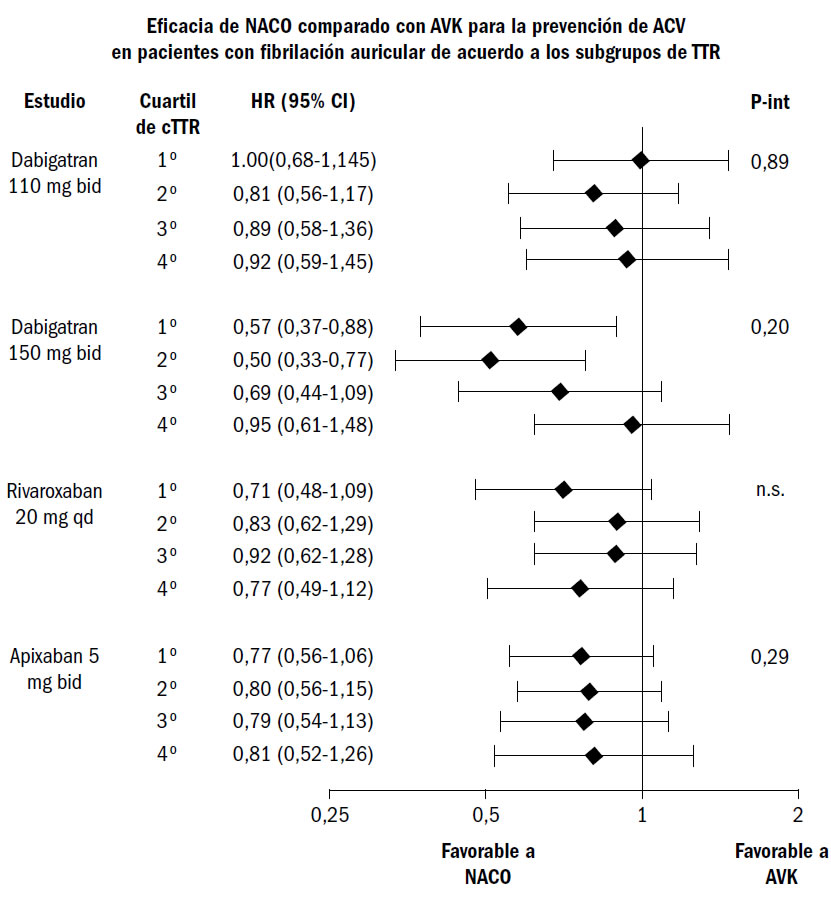 Eficacia de NACO comparado con AVK para la prevención de ACV
en pacientes con fibrilación auricular de acuerdo a los subgrupos de TTR
Estudio Cuartil HR (95% CI) P-int
de cTTR
Dabigatran 1º 1.00(0,68-1,145) 0,89
110 mg bid 2º 0,81 (0,56-1,17)
3º 0,89 (0,58-1,36)
4º 0,92 (0,59-1,45)
Dabigatran 1º 0,57 (0,37-0,88) 0,20
150 mg bid 2º 0,50 (0,33-0,77)
3º 0,69 (0,44-1,09)
4º 0,95 (0,61-1,48)
Rivaroxaban 1º 0,71 (0,48-1,09) n.s.
20 mg qd 2º 0,83 (0,62-1,29)
3º 0,92 (0,62-1,28)
4º 0,77 (0,49-1,12)
Apixaban 5 1º 0,77 (0,56-1,06) 0,29
mg bid 2º 0,80 (0,56-1,15)
3º 0,79 (0,54-1,13)
4º 0,81 (0,52-1,26)
0,25 0,5 1 2
Favorable a Favorable a
NACO AVK